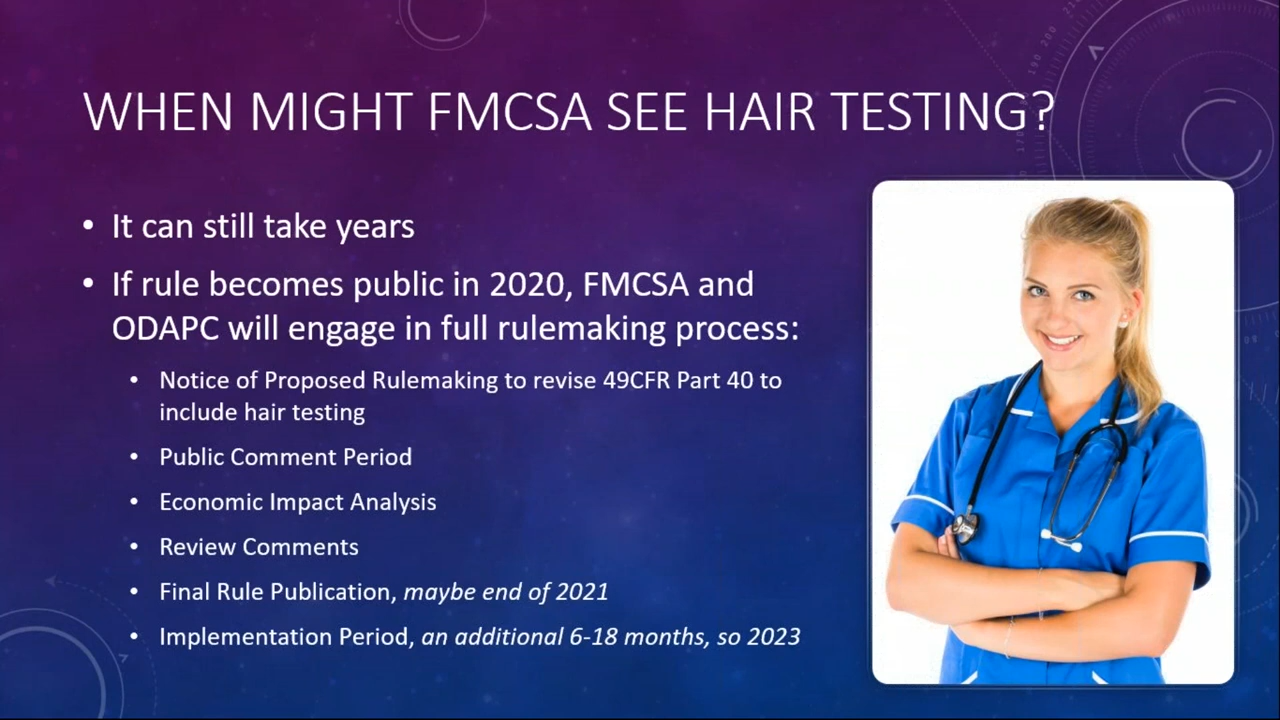 WHEN MIGHT FMCSA SEE HAIR TESTING?
• It can still take years
• If rule becomes public in 2020, FMCSA and
ODAPC will engage in full rulemaking process:
• Notice of Proposed Rulemaking to revise 49CFR Part 40 to
include hair testing
• Public Comment Period
• Economic Impact Analysis
• Review Comments
• Final Rule Publication, maybe end of 2021
• Implementation Period, an additional 6-18 months, so 2023